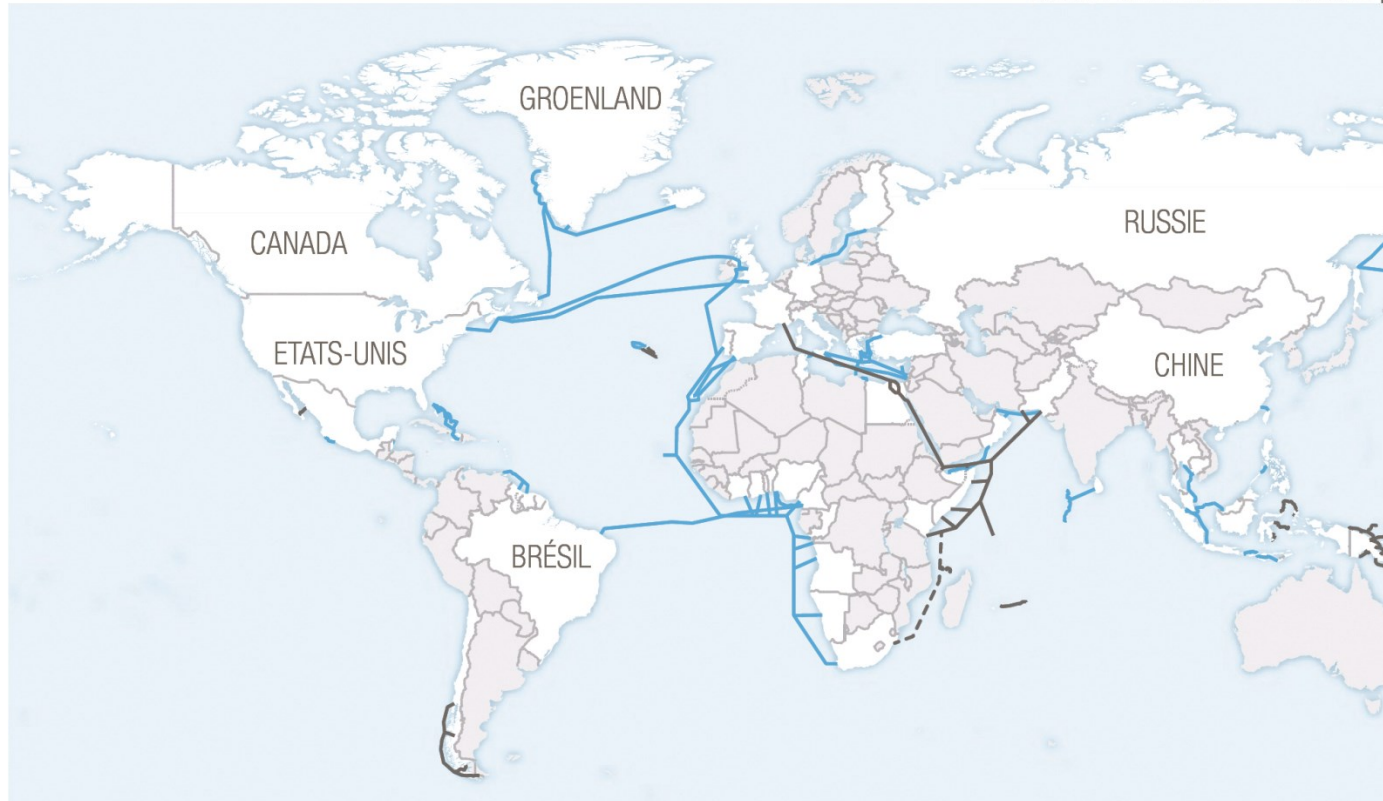 GROENLAND
CANADA
RUSSIE
ETATS-UNIS
CHINE
BRÉSIL